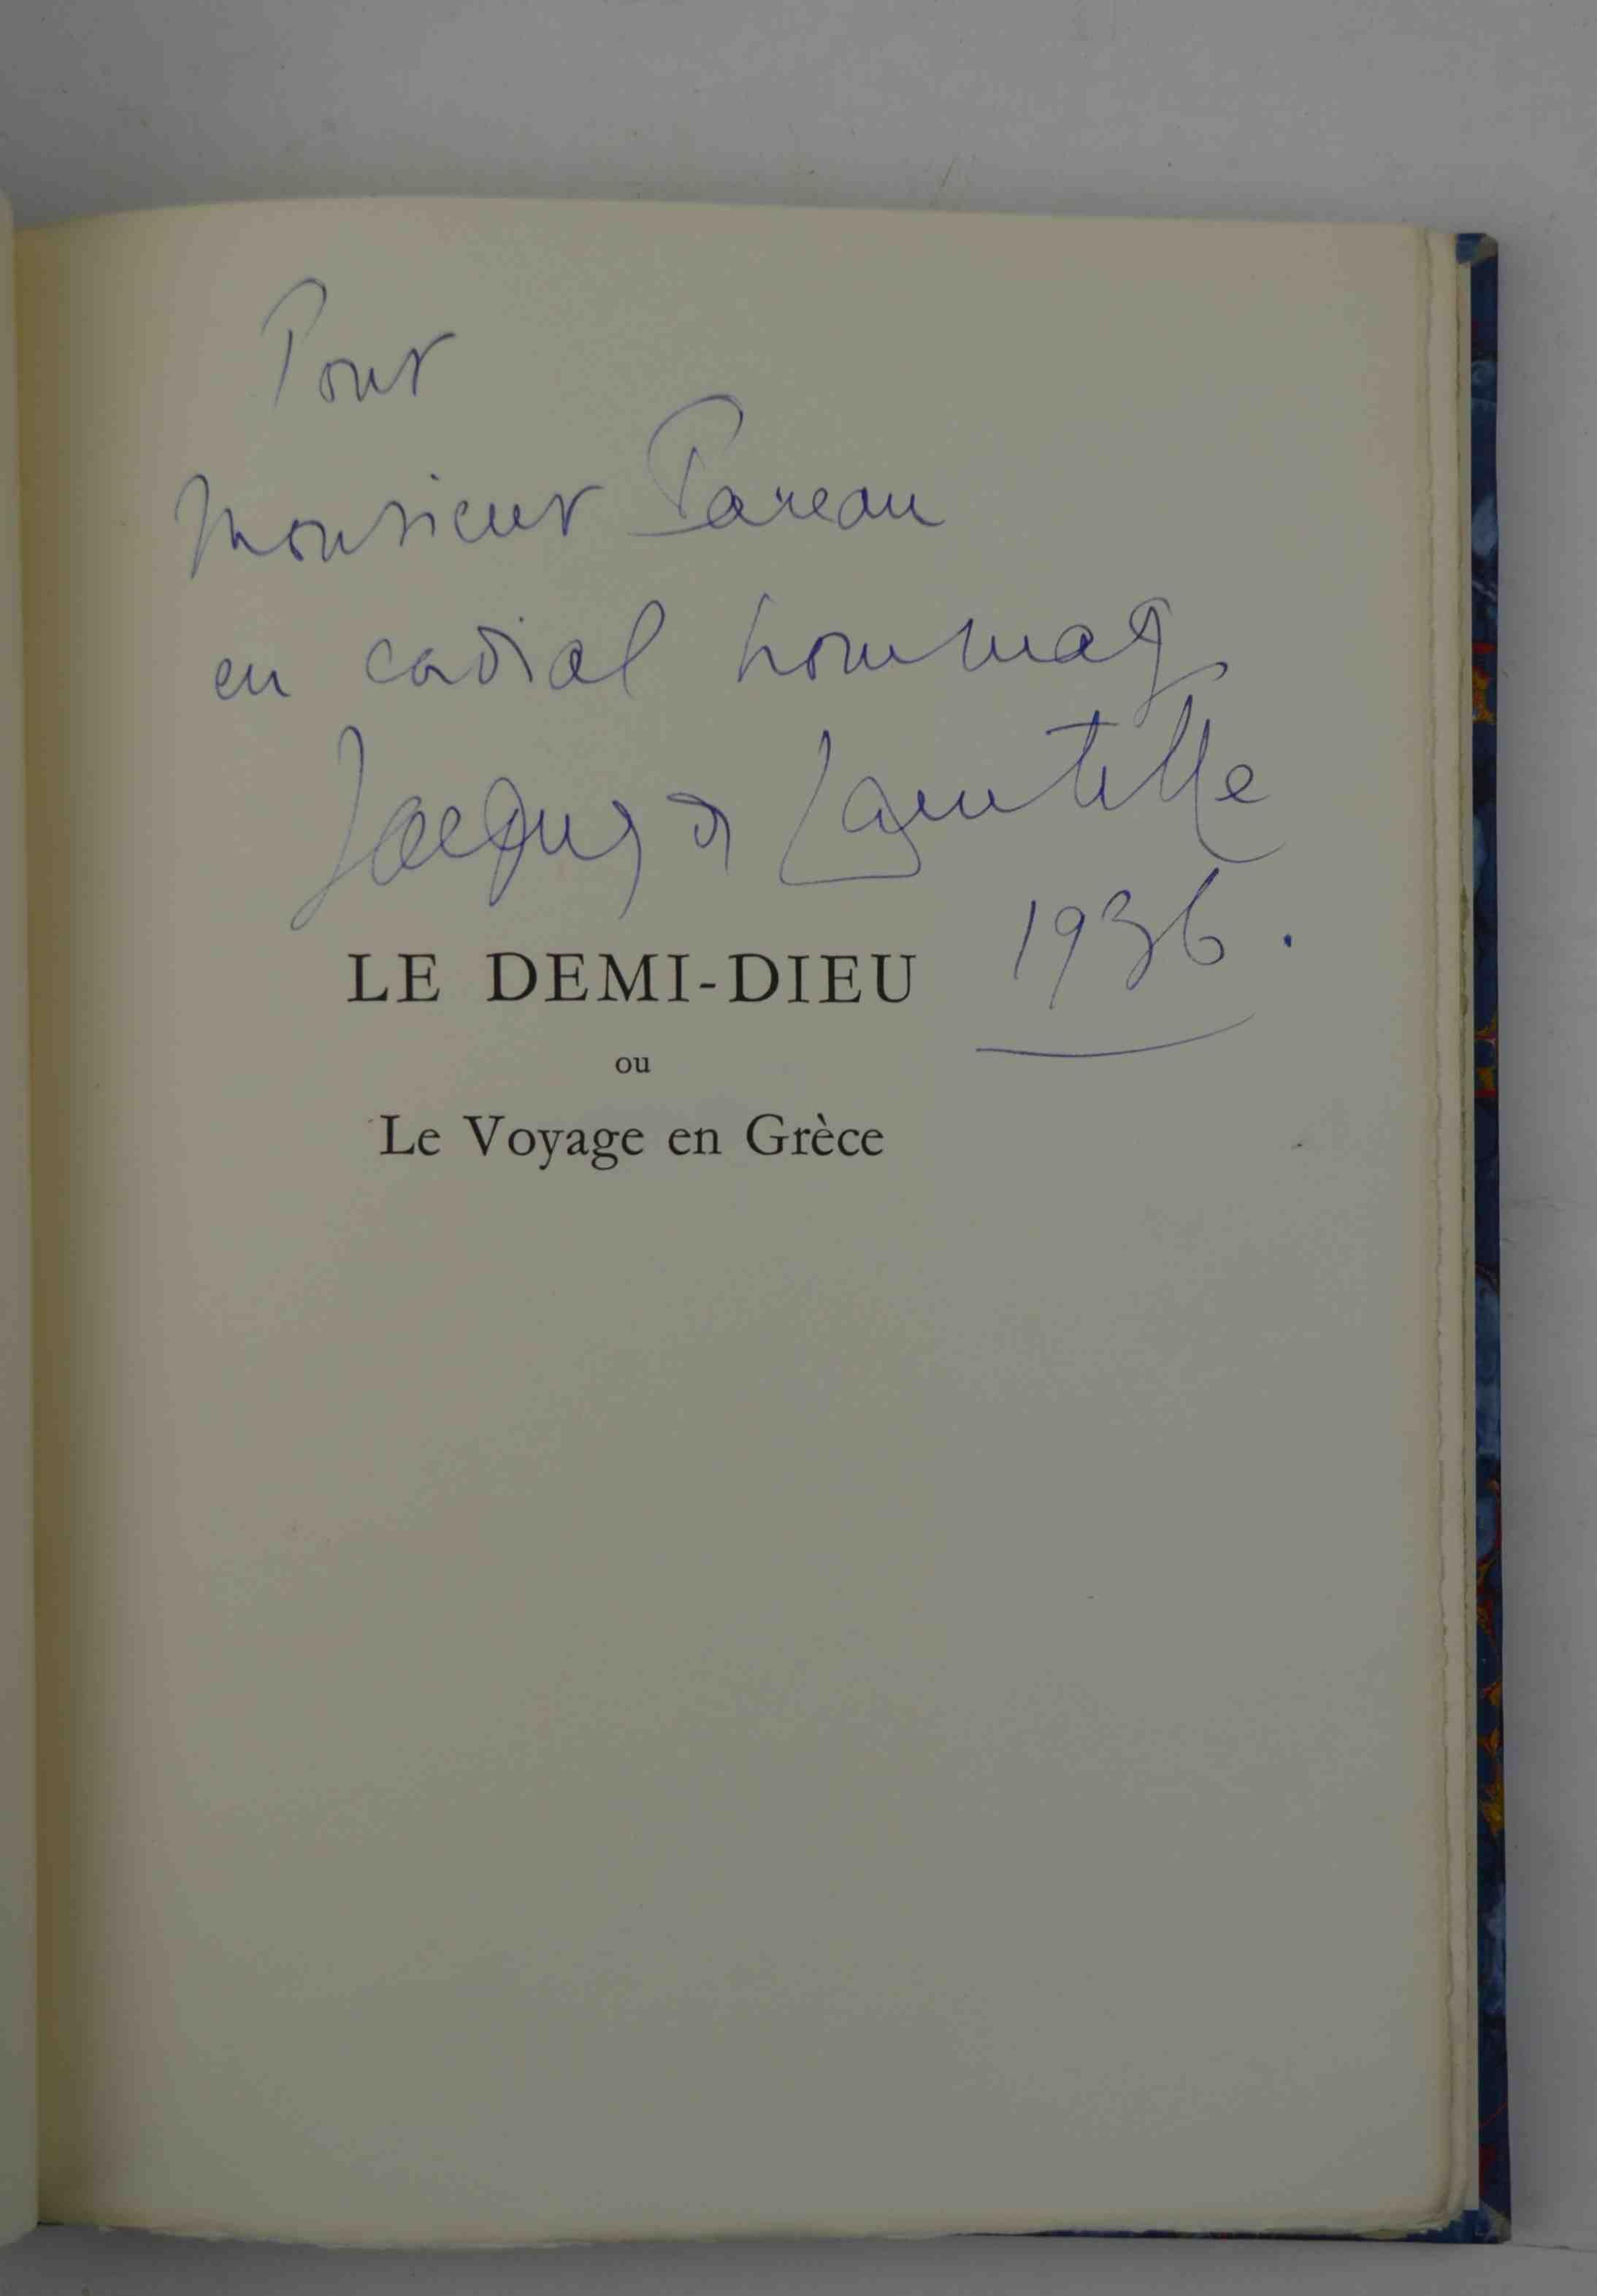 Pour
Monsieur Pareau
en cordial hommage
Jacques de Lacretelle
1936.
LE DEMI-DIEU
ou
Le Voyage en Grèce